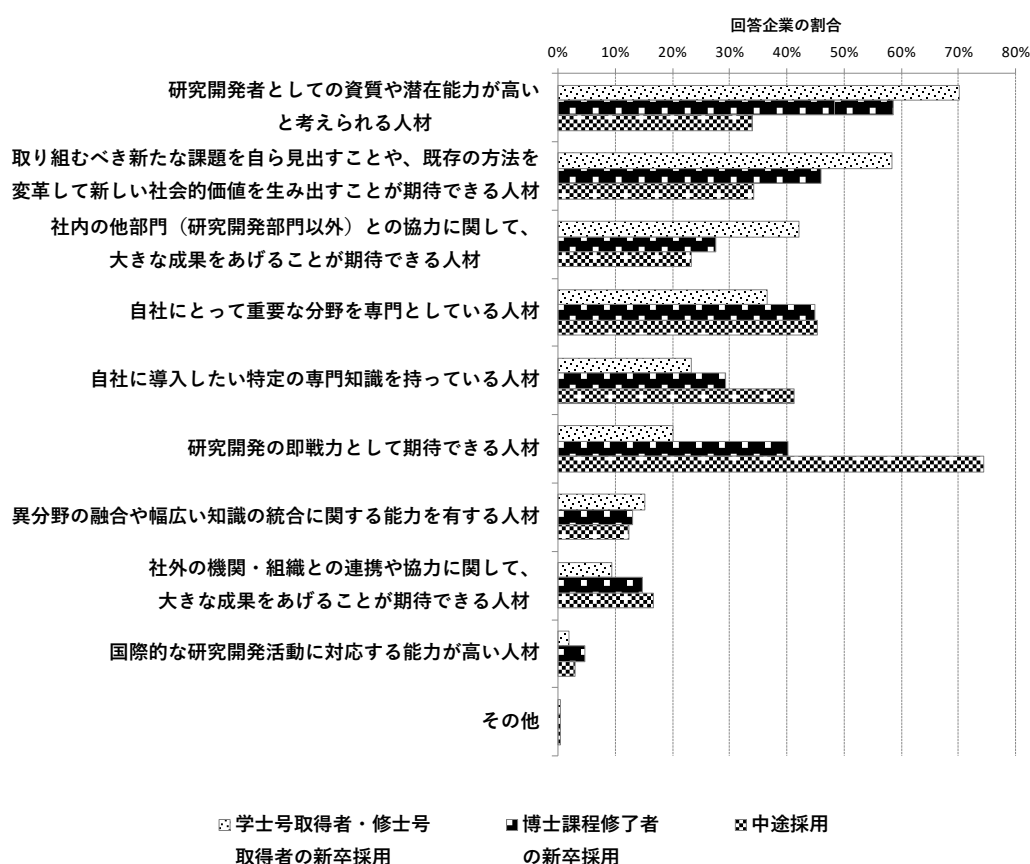 回答企業の割合
0% 10% 20% 30% 40% 50% 60% 70% 80%
研究開発者としての資質や潜在能力が高い
と考えられる人材
取り組むべき新たな課題を自ら見出すことや、既存の方法を
変革して新しい社会的価値を生み出すことが期待できる人材
社内の他部門（研究開発部門以外）との協力に関して、
大きな成果をあげることが期待できる人材
自社にとって重要な分野を専門としている人材
自社に導入したい特定の専門知識を持っている人材
研究開発の即戦力として期待できる人材
異分野の融合や幅広い知識の統合に関する能力を有する人材
社外の機関・組織との連携や協力に関して、
大きな成果をあげることが期待できる人材
国際的な研究開発活動に対応する能力が高い人材
その他
学士号取得者・修士号
取得者の新卒採用
博士課程修了者
の新卒採用
中途採用